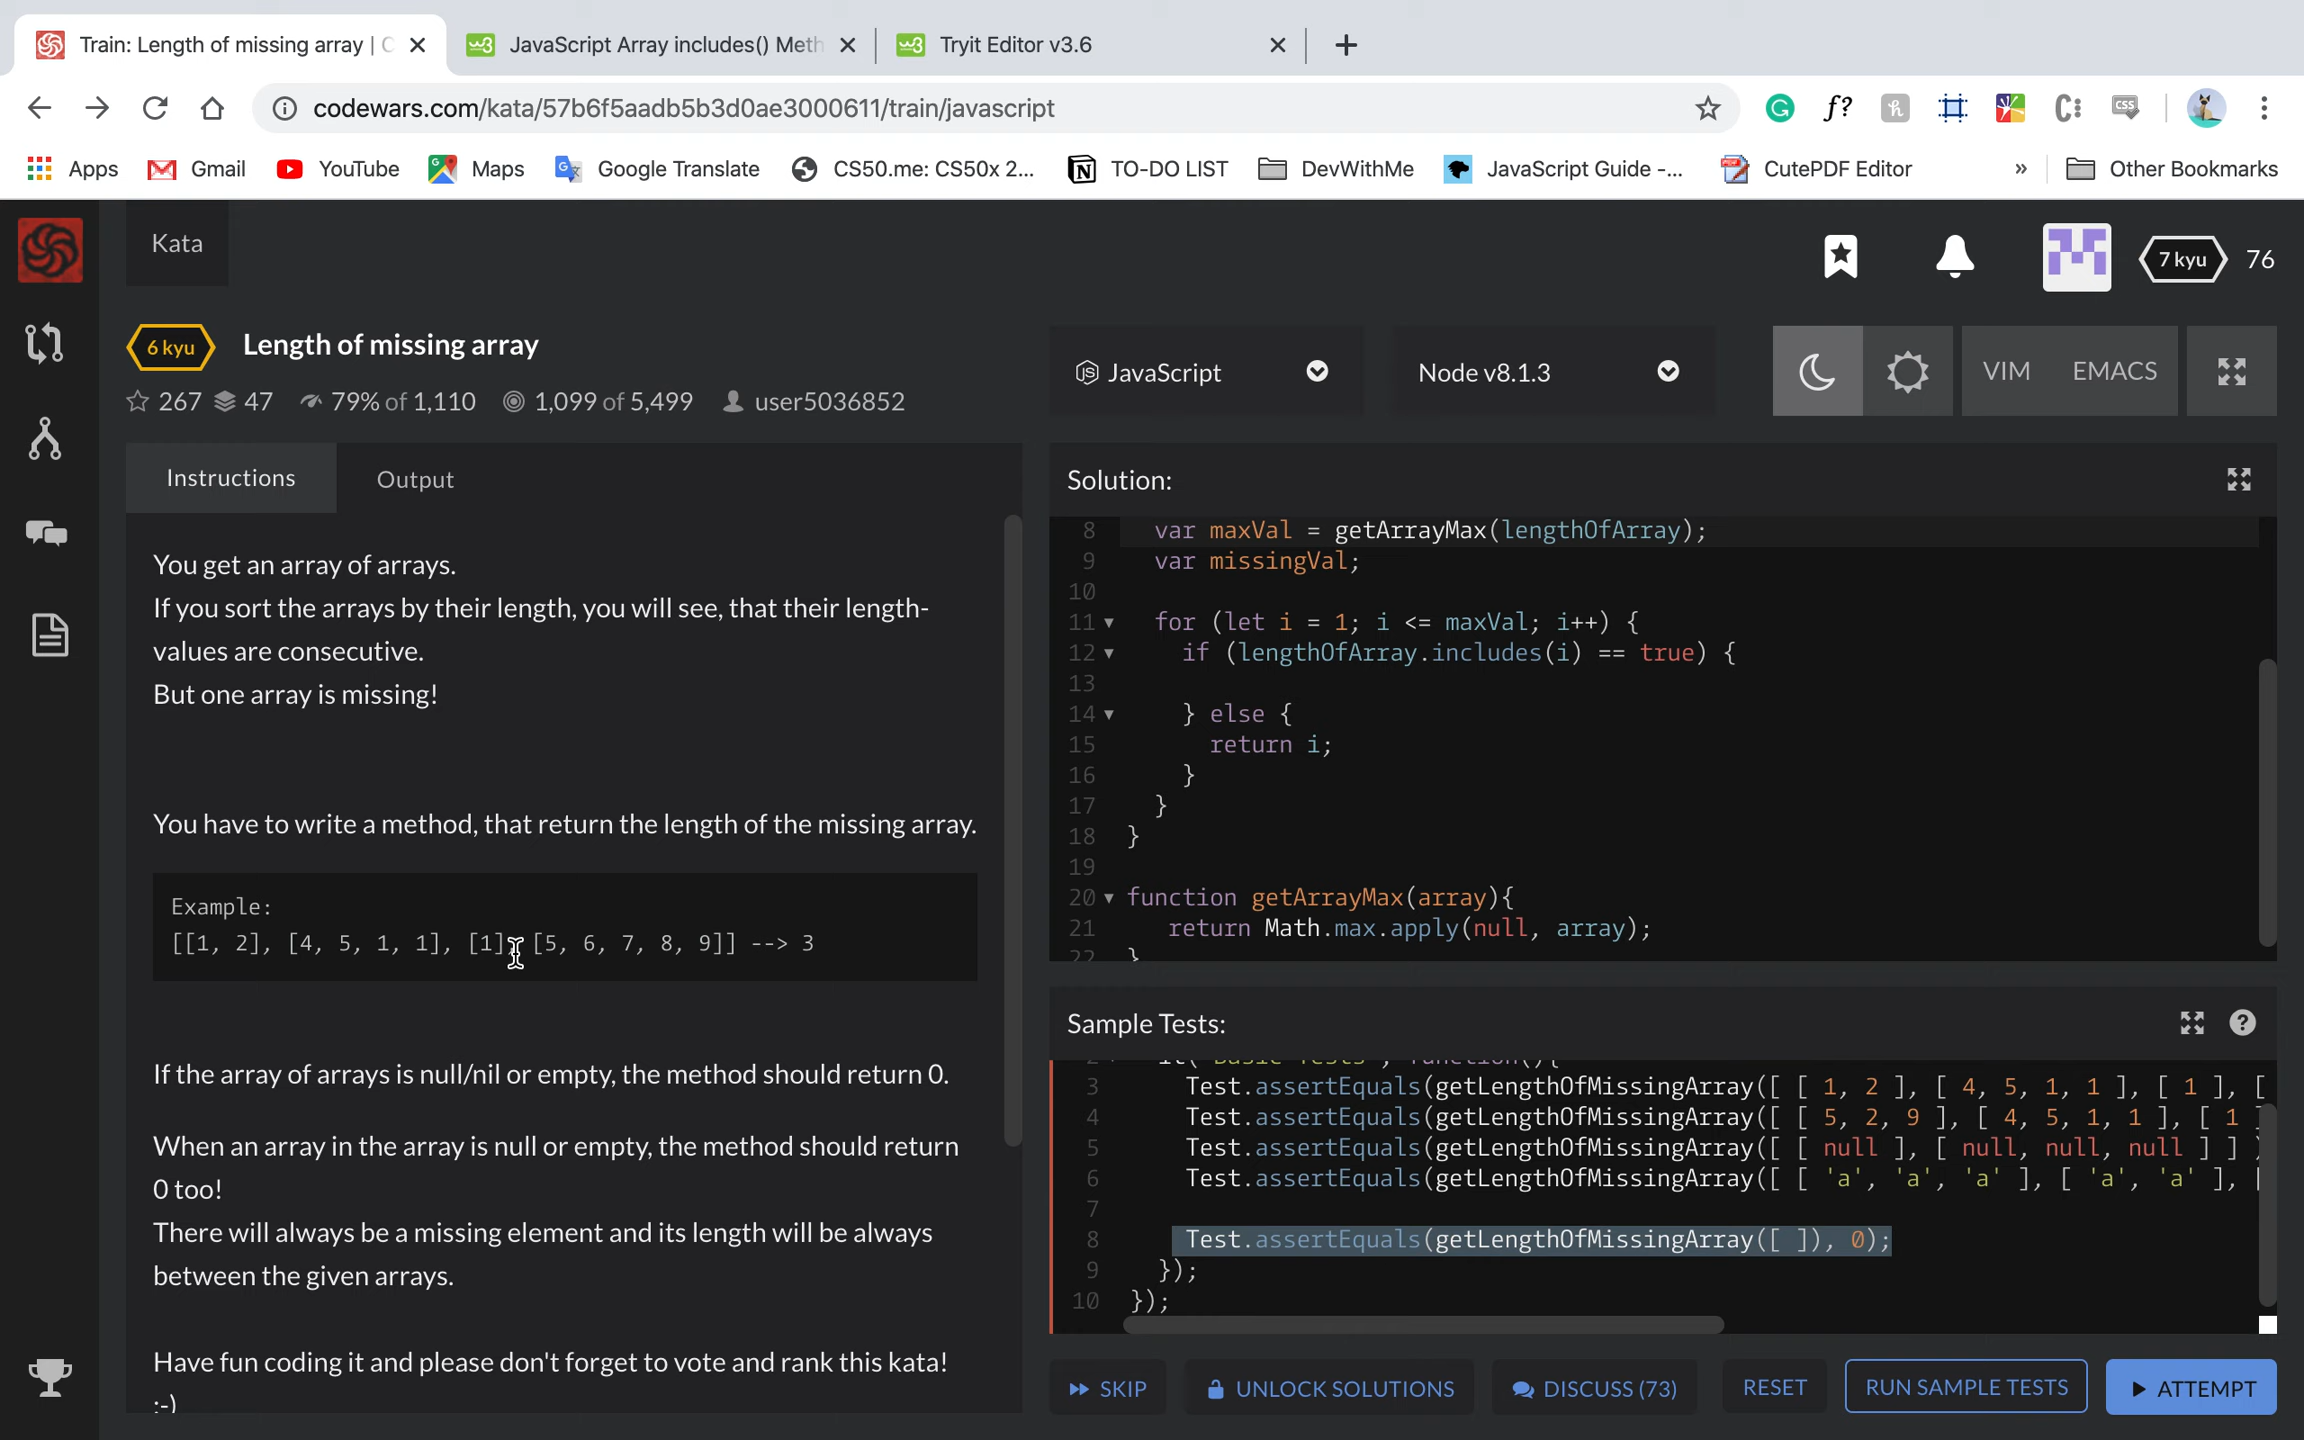 Train: Length of missing array | C
JavaScript Array includes() Meth
Tryit Editor v3.6
codewars.com/kata/57b6f5aadb5b3d0ae3000611/train/javascript
Apps
Gmail
YouTube
Maps
Google Translate
CS50.me: CS50x 2...
TO-DO LIST
DevWithMe
JavaScript Guide -...
CutePDF Editor
»
Other Bookmarks
Kata
7 kyu 76
6 kyu Length of missing array
267 47 79% of 1,110 1,099 of 5,499 user5036852
JavaScript
Node v8.1.3
VIM EMACS
Instructions Output
You get an array of arrays.
If you sort the arrays by their length, you will see, that their length-
values are consecutive.
But one array is missing!
You have to write a method, that return the length of the missing array.
Example:
[[1, 2], [4, 5, 1, 1], [1], [5, 6, 7, 8, 9]] --> 3
If the array of arrays is null/nil or empty, the method should return 0.
When an array in the array is null or empty, the method should return
0 too!
There will always be a missing element and its length will be always
between the given arrays.
Have fun coding it and please don't forget to vote and rank this kata!
:-)
Solution:
8 var maxVal = getArrayMax(lengthOfArray);
9 var missingVal;
10
11 for (let i = 1; i <= maxVal; i++) {
12 if (lengthOfArray.includes(i) == true) {
13
14 } else {
15 return i;
16 }
17 }
18 }
19
20 function getArrayMax(array){
21 return Math.max.apply(null, array);
22 }
Sample Tests:
2 it("Basic Tests", function(){
3 Test.assertEquals(getLengthOfMissingArray([ [ 1, 2 ], [ 4, 5, 1, 1 ], [ 1 ], [
4 Test.assertEquals(getLengthOfMissingArray([ [ 5, 2, 9 ], [ 4, 5, 1, 1 ], [ 1 ]
5 Test.assertEquals(getLengthOfMissingArray([ [ null ], [ null, null, null ] ] )
6 Test.assertEquals(getLengthOfMissingArray([ [ 'a', 'a', 'a' ], [ 'a', 'a' ], [
7
8 Test.assertEquals(getLengthOfMissingArray([ ]), 0);
9 });
10 });
SKIP
UNLOCK SOLUTIONS
DISCUSS (73)
RESET
RUN SAMPLE TESTS
ATTEMPT